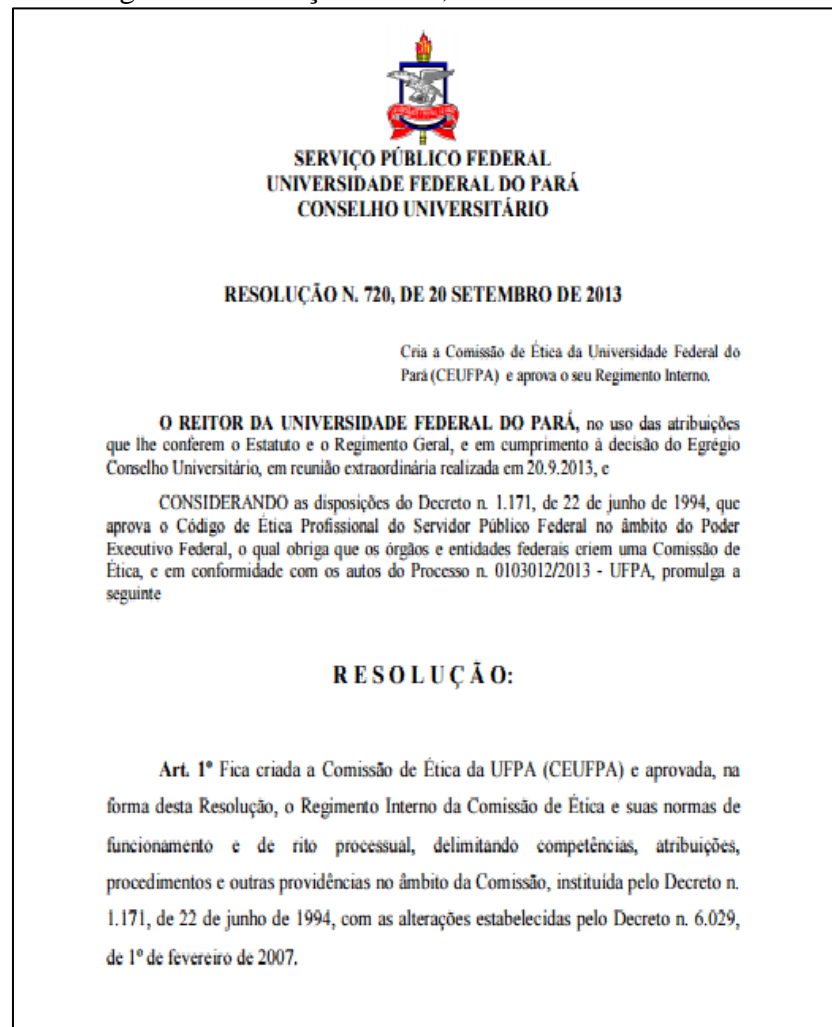 SERVIÇO PÚBLICO FEDERAL
UNIVERSIDADE FEDERAL DO PARÁ
CONSELHO UNIVERSITÁRIO
RESOLUÇÃO N. 720, DE 20 SETEMBRO DE 2013
Cria a Comissão de Ética da Universidade Federal do
Pará (CEUFPA) e aprova o seu Regimento Interno.
O REITOR DA UNIVERSIDADE FEDERAL DO PARÁ, no uso das atribuições
que lhe conferem o Estatuto e o Regimento Geral, e em cumprimento à decisão do Egrégio
Conselho Universitário, em reunião extraordinária realizada em 20.9.2013, e
CONSIDERANDO as disposições do Decreto n. 1.171, de 22 de junho de 1994, que
aprova o Código de Ética Profissional do Servidor Público Federal no âmbito do Poder
Executivo Federal, o qual obriga que os órgãos e entidades federais criem uma Comissão de
Ética, e em conformidade com os autos do Processo n. 0103012/2013 - UFPA, promulga a
seguinte
R E S O L U Ç Ã O:
Art. 1º Fica criada a Comissão de Ética da UFPA (CEUFPA) e aprovada, na
forma desta Resolução, o Regimento Interno da Comissão de Ética e suas normas de
funcionamento e de rito processual, delimitando competências, atribuições,
procedimentos e outras providências no âmbito da Comissão, instituída pelo Decreto n.
1.171, de 22 de junho de 1994, com as alterações estabelecidas pelo Decreto n. 6.029,
de 1º de fevereiro de 2007.